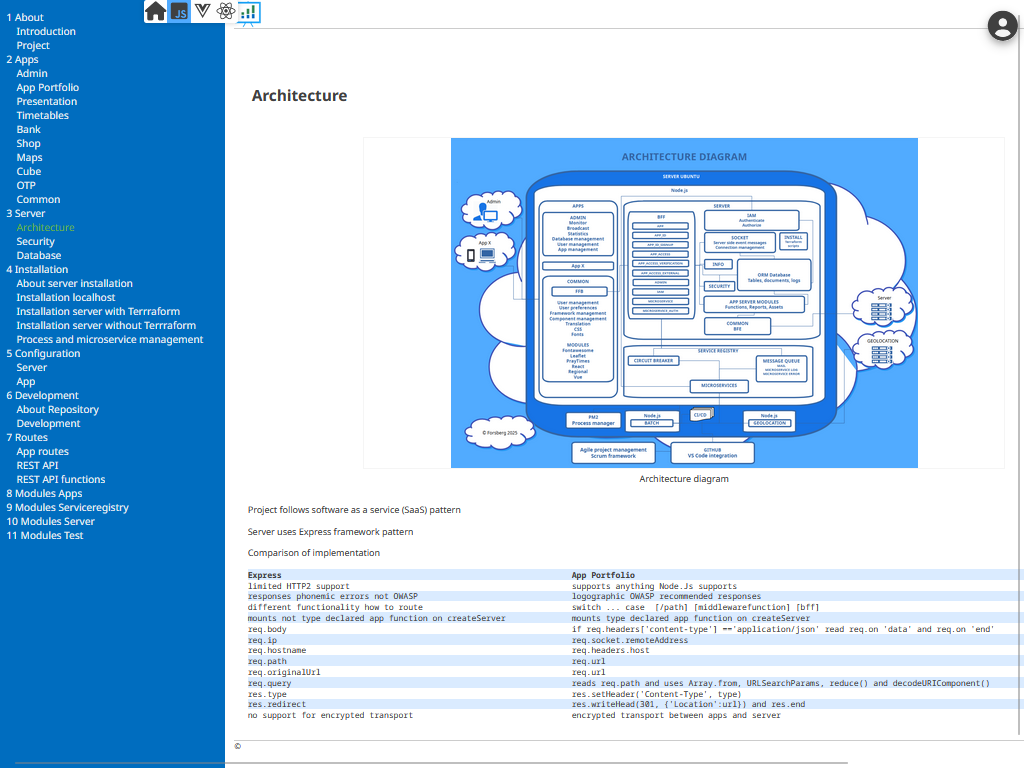 1 About
Introduction
Project
2 Apps
Admin
App Portfolio
Presentation
Timetables
Bank
Shop
Maps
Cube
OTP
Common
3 Server
Architecture
Security
Database
4 Installation
About server installation
Installation localhost
Installation server with Terrraform
Installation server without Terrraform
Process and microservice management
5 Configuration
Server
App
6 Development
About Repository
Development
7 Routes
App routes
REST API
REST API functions
8 Modules Apps
9 Modules Serviceregistry
10 Modules Server
11 Modules Test
JS
Architecture
ARCHITECTURE DIAGRAM
SERVER UBUNTU
Node.js
Admin
App X
APPS
ADMIN
Monitor
Broadcast
Statistics
Database management
User management
App management
App X
COMMON
FFB
User management
User preferences
Framework management
Component management
Translation
CSS
Fonts
MODULES
Fontawesome
Leaflet
PrayTimes
React
Regional
Vue
SERVER
BFF
APP
APP_ID
APP_ACCESS
APP_ACCESS_VERIFICATION
APP_ACCESS_EXTERNAL
ADMIN
IAM
MICROSERVICE
MICROSERVICE_AUTH
IAM
Authenticate
Authorize
SOCKET
Server side event messages
Connection management
INSTALL
Terraform
scripts
INFO
ORM Database
Tables, documents, logs
SECURITY
APP SERVER MODULES
Functions, Reports, Assets
COMMON
BFE
SERVICE REGISTRY
CIRCUIT BREAKER
MESSAGE QUEUE
MAIL
MICROSERVICE LOG
MICROSERVICE ERROR
MICROSERVICES
Server
GEOLOCATION
PM2
Process manager
Node.js
BATCH
CI/CD
Node.js
GEOLOCATION
© Forsberg 2025
Agile project management
Scrum framework
GITHUB
VS Code integration
Architecture diagram
Project follows software as a service (SaaS) pattern
Server uses Express framework pattern
Comparison of implementation
Express App Portfolio
limited HTTP2 support supports anything Node.Js supports
responses phonemic errors not OWASP logographic OWASP recommended responses
different functionality how to route switch ... case [/path] [middlewarefunction] [bff]
mounts not type declared app function on createServer mounts type declared app function on createServer
req.body if req.headers['content-type'] =='application/json' read req.on 'data' and req.on 'end'
req.ip req.socket.remoteAddress
req.hostname req.headers.host
req.path req.url
req.originalUrl req.url
req.query reads req.path and uses Array.from, URLSearchParams, reduce() and decodeURIComponent()
res.type res.setHeader('Content-Type', type)
res.redirect res.writeHead(301, {'Location':url}) and res.end
no support for encrypted transport encrypted transport between apps and server
©